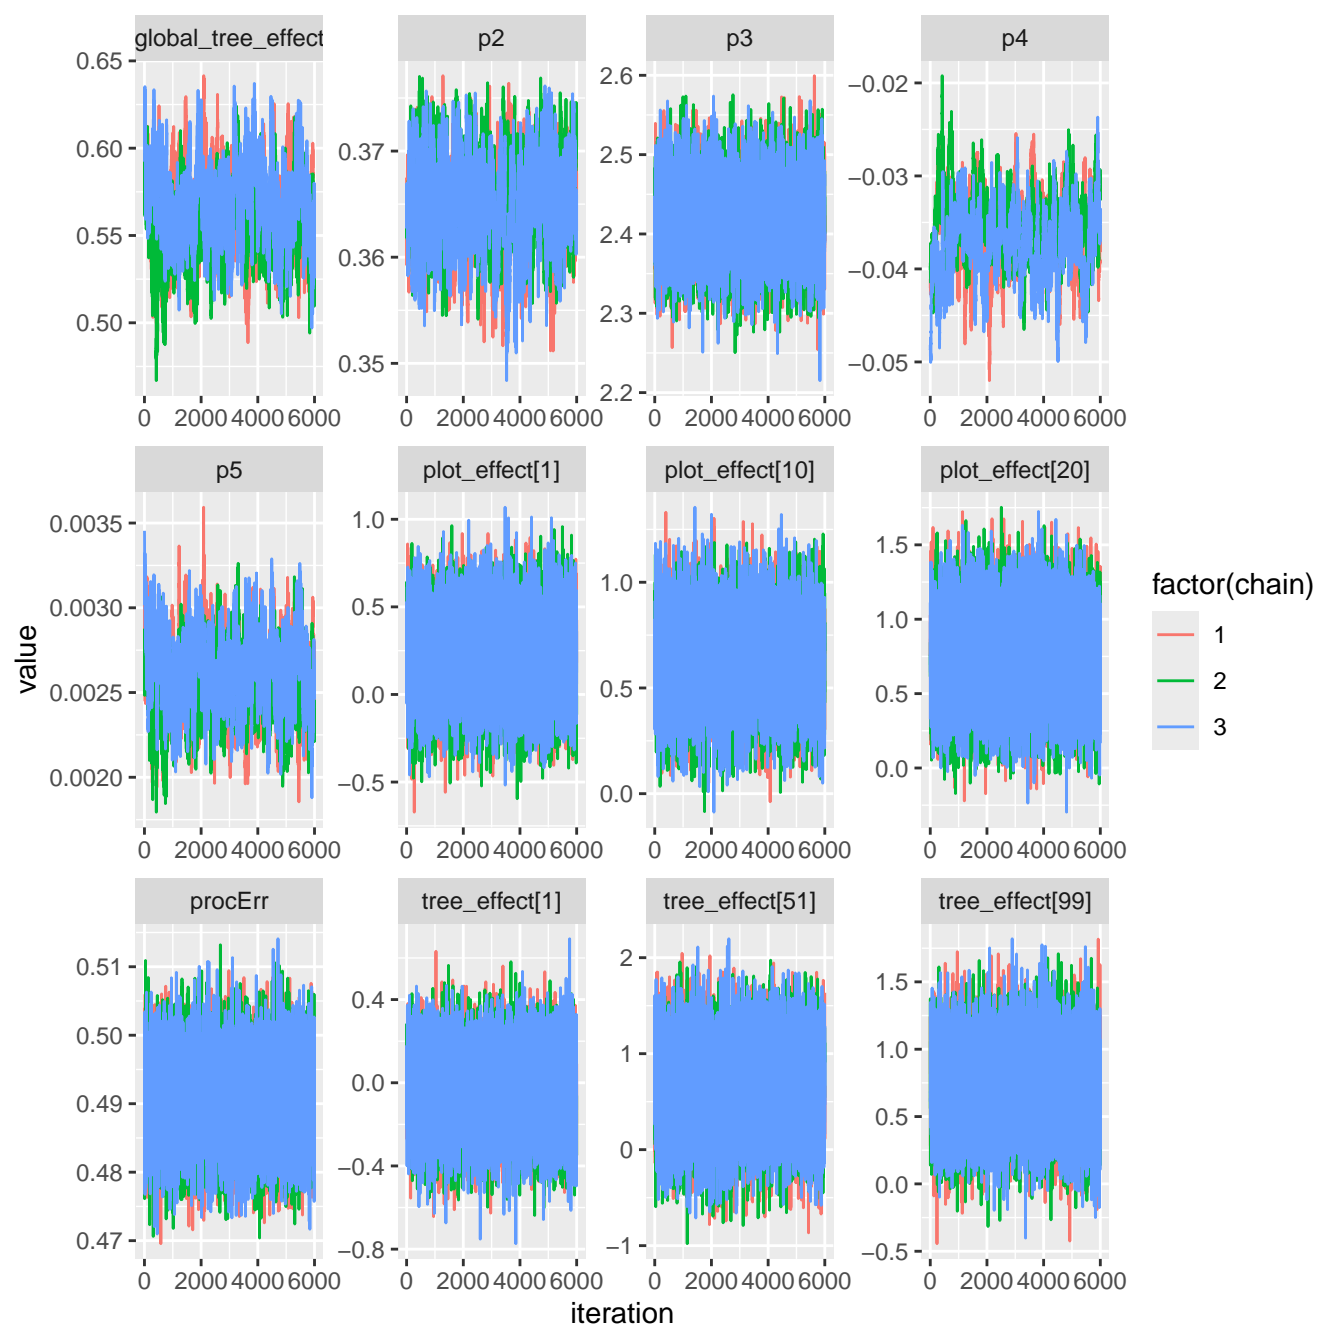 global_tree_effect
p2
p3
p4
0.65
0.60
0.55
0.50
0.37
0.36
0.35
2.6
2.5
2.4
2.3
2.2
−0.02
−0.03
−0.04
−0.05
0 2000 4000 6000
0 2000 4000 6000
0 2000 4000 6000
0 2000 4000 6000
p5
plot_effect[1]
plot_effect[10]
plot_effect[20]
0.0035
0.0030
0.0025
0.0020
1.0
0.5
0.0
−0.5
1.0
0.5
0.0
1.5
1.0
0.5
0.0
0 2000 4000 6000
0 2000 4000 6000
0 2000 4000 6000
0 2000 4000 6000
procErr
tree_effect[1]
tree_effect[51]
tree_effect[99]
0.51
0.50
0.49
0.48
0.47
0.4
0.0
−0.4
−0.8
2
1
0
−1
1.5
1.0
0.5
0.0
−0.5
0 2000 4000 6000
0 2000 4000 6000
0 2000 4000 6000
0 2000 4000 6000
value
iteration
factor(chain)
1
2
3